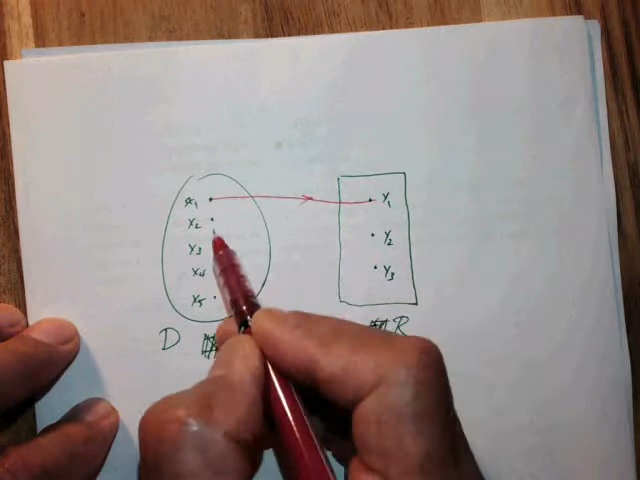 x₁ y₁
x₂ y₂
x₃ y₃
x₄
x₅
D R